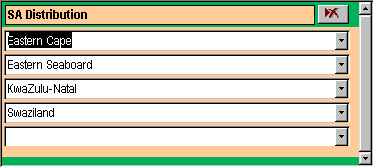 SA Distribution
Eastern Cape
Eastern Seaboard
KwaZulu-Natal
Swaziland